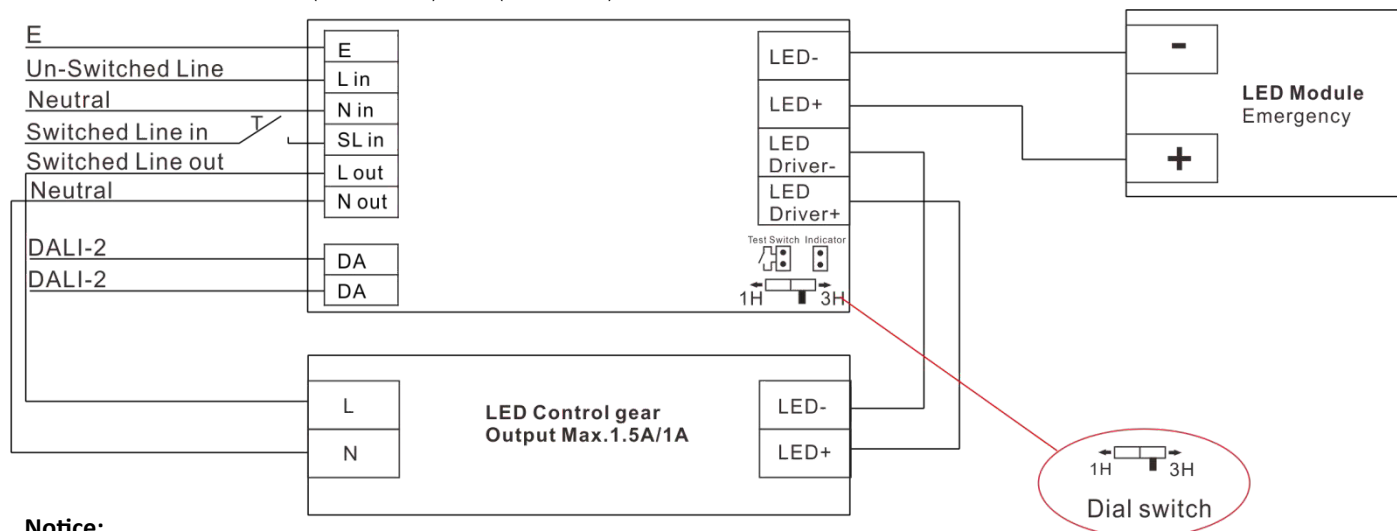 E
Un-Switched Line
Neutral
Switched Line in
Switched Line out
Neutral
DALI-2
DALI-2
T
E
L in
N in
SL in
L out
N out
DA
DA
LED-
LED+
LED
Driver-
LED
Driver+
Test Switch Indicator
1H 3H
-
+
LED Module
Emergency
L
N
LED Control gear
Output Max.1.5A/1A
LED-
LED+
1H 3H
Dial switch
Notice: